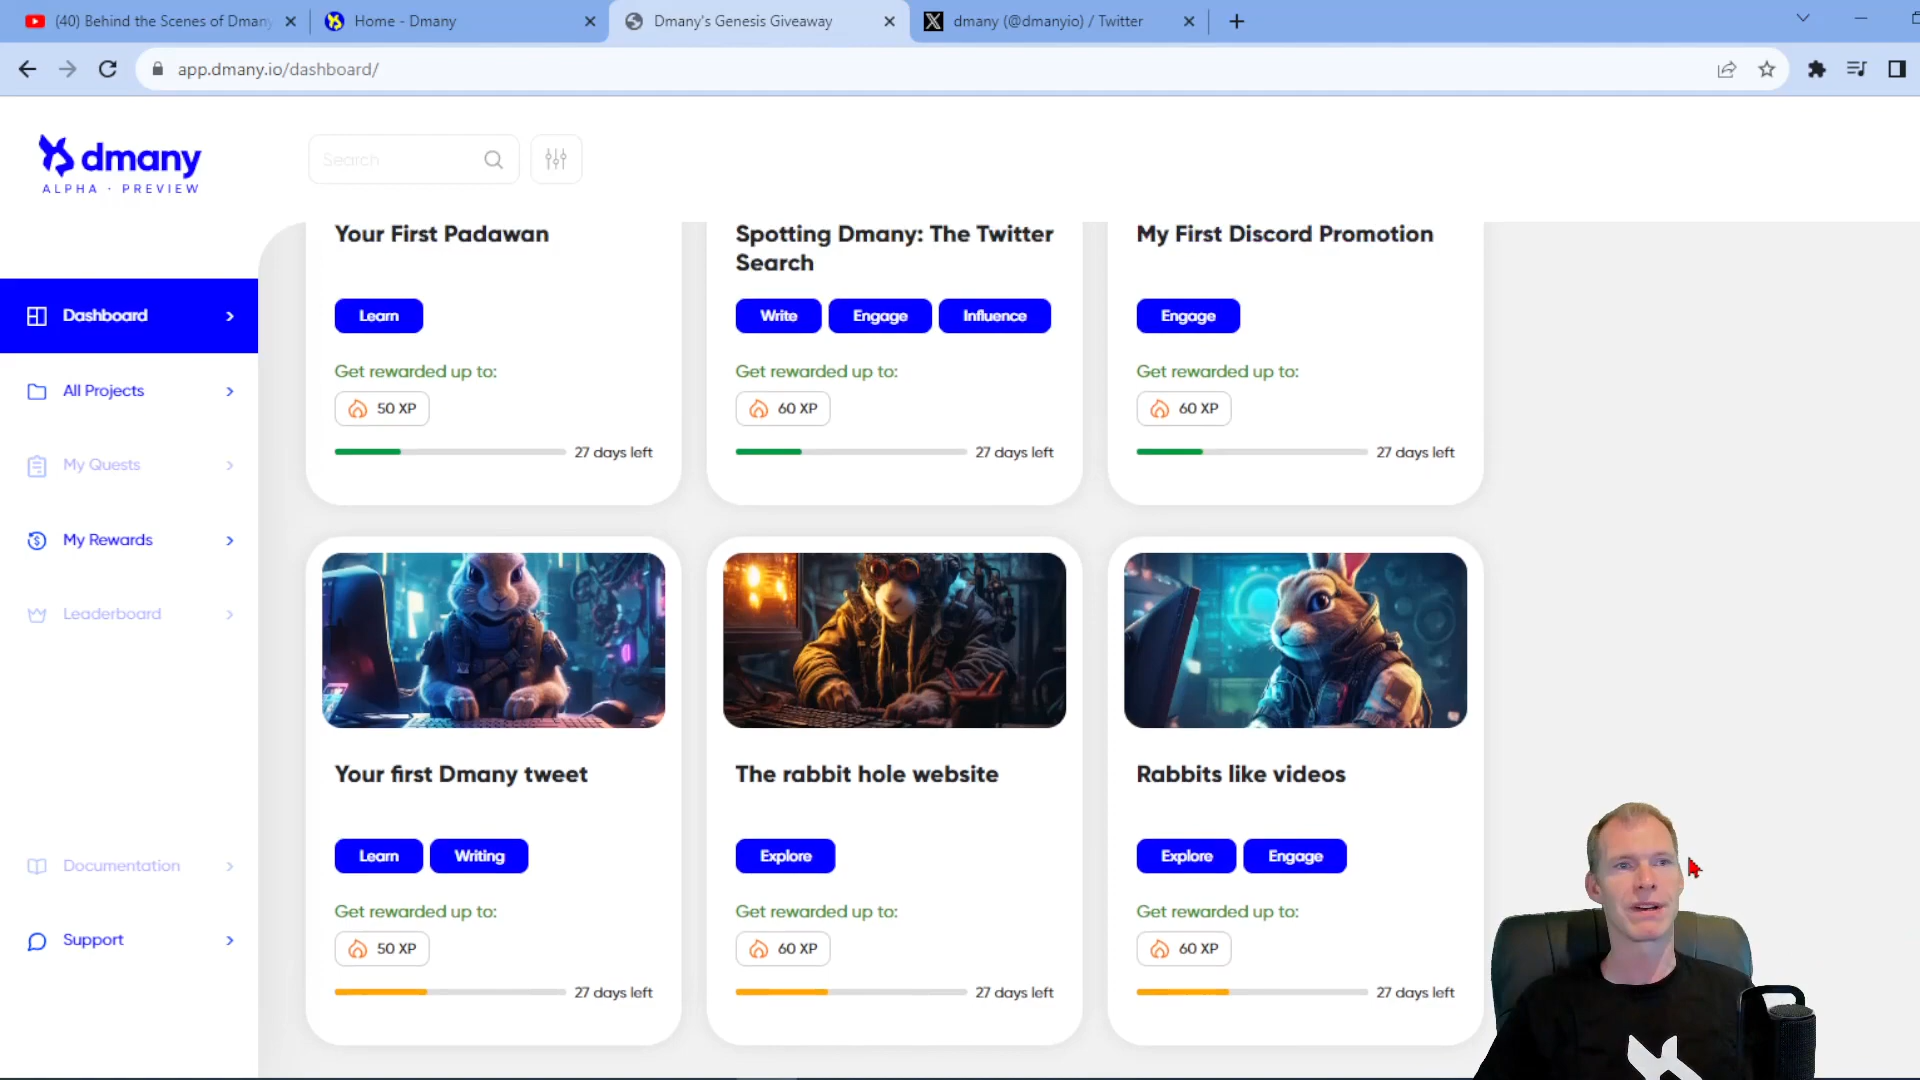 (40) Behind the Scenes of Dmany
Home - Dmany
Dmany's Genesis Giveaway
dmany (@dmanyio) / Twitter
app.dmany.io/dashboard/
dmany
ALPHA · PREVIEW
Search
Dashboard
All Projects
My Quests
My Rewards
Leaderboard
Documentation
Support
Your First Padawan
Learn
Get rewarded up to:
50 XP
27 days left
Spotting Dmany: The Twitter
Search
Write Engage Influence
Get rewarded up to:
60 XP
27 days left
My First Discord Promotion
Engage
Get rewarded up to:
60 XP
27 days left
Your first Dmany tweet
Learn Writing
Get rewarded up to:
50 XP
27 days left
The rabbit hole website
Explore
Get rewarded up to:
60 XP
27 days left
Rabbits like videos
Explore Engage
Get rewarded up to:
60 XP
27 days left